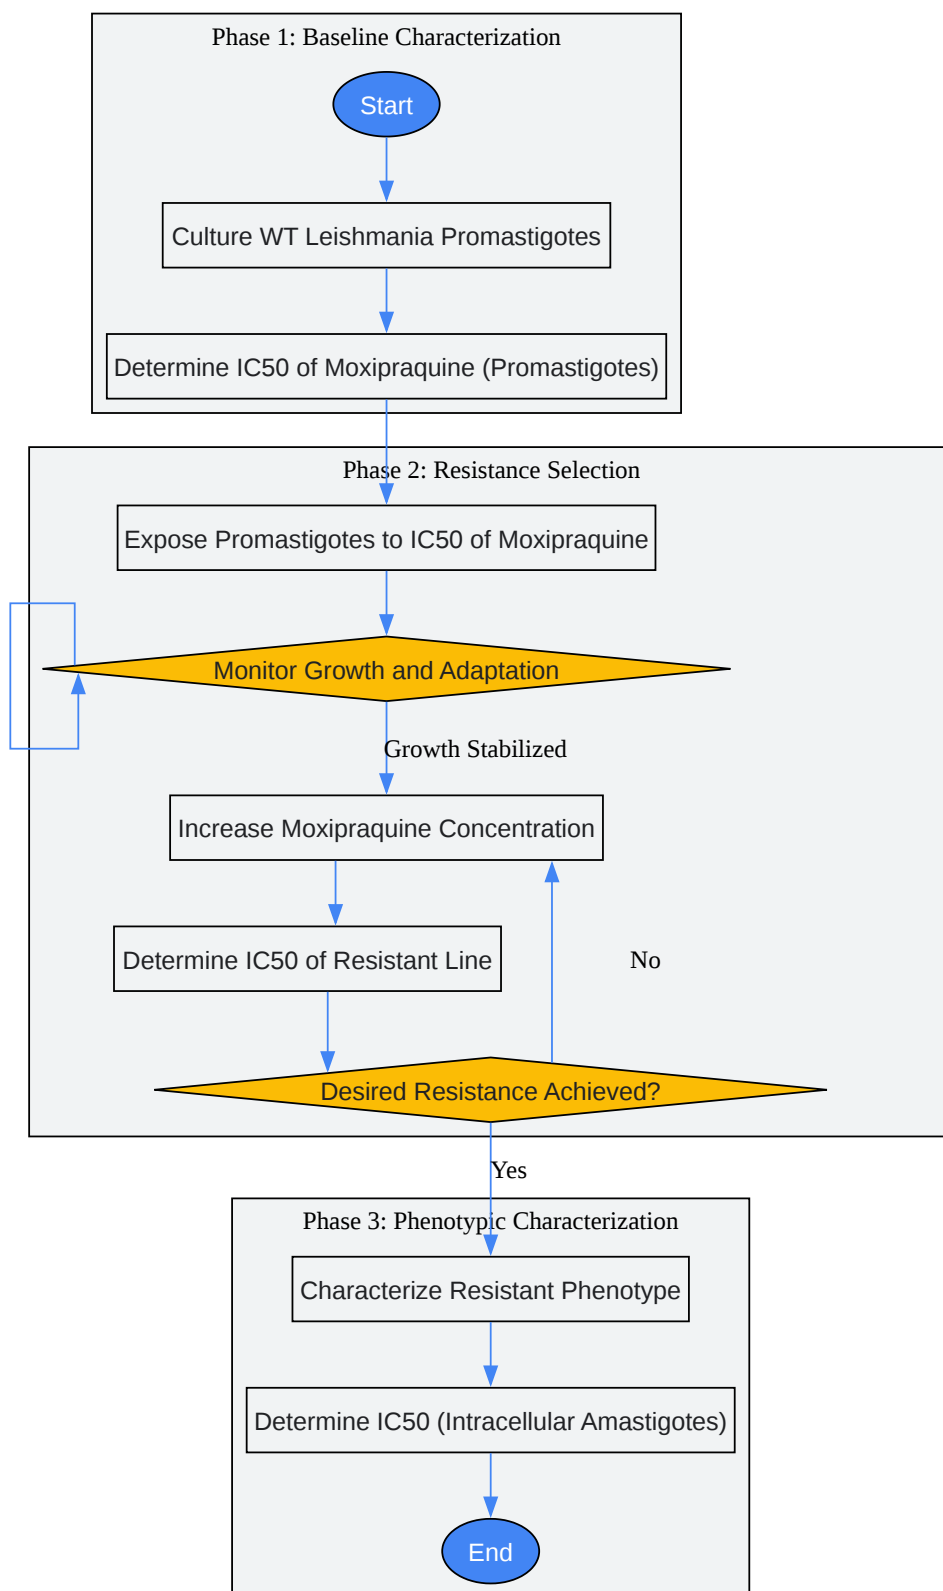 Phase 1: Baseline Characterization
Start
Culture WT Leishmania Promastigotes
Determine IC50 of Moxipraquine (Promastigotes)
Phase 2: Resistance Selection
Expose Promastigotes to IC50 of Moxipraquine
Monitor Growth and Adaptation
Growth Stabilized
Increase Moxipraquine Concentration
Determine IC50 of Resistant Line
No
Desired Resistance Achieved?
Yes
Phase 3: Phenotypic Characterization
Characterize Resistant Phenotype
Determine IC50 (Intracellular Amastigotes)
End